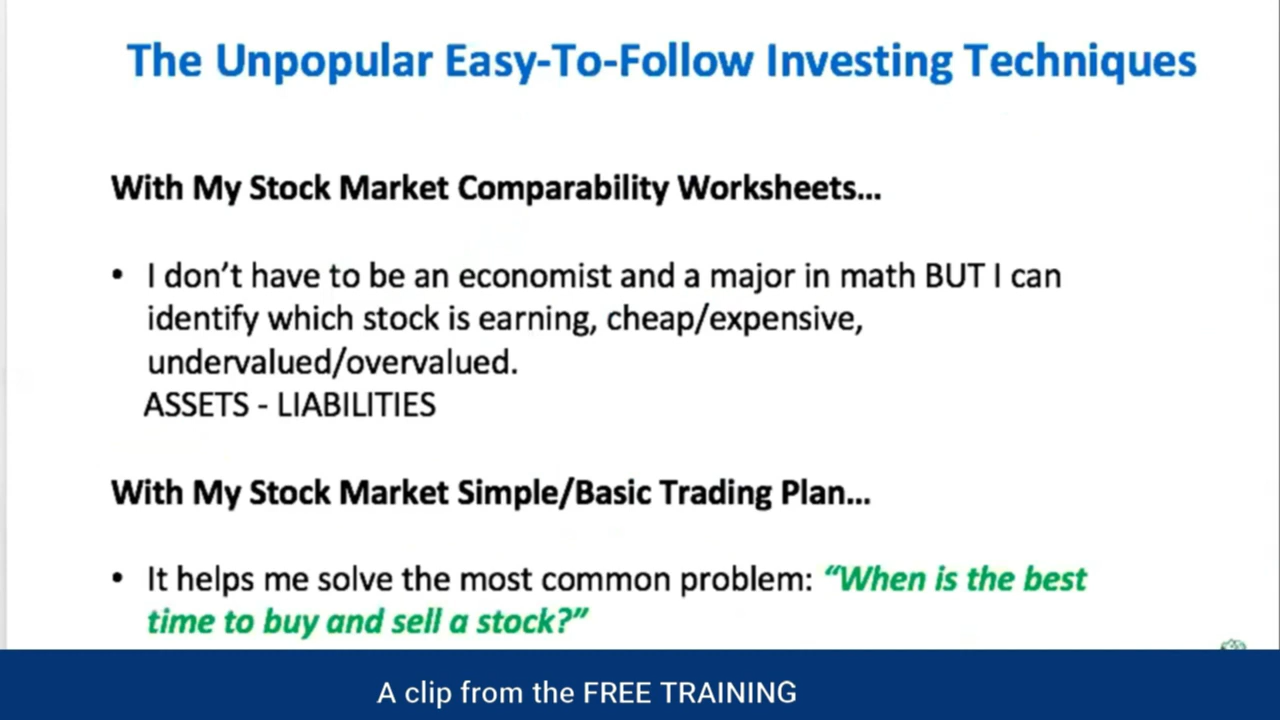 The Unpopular Easy-To-Follow Investing Techniques
With My Stock Market Comparability Worksheets...
• I don't have to be an economist and a major in math BUT I can
identify which stock is earning, cheap/expensive,
undervalued/overvalued.
ASSETS - LIABILITIES
With My Stock Market Simple/Basic Trading Plan...
• It helps me solve the most common problem: “When is the best
time to buy and sell a stock?”
A clip from the FREE TRAINING